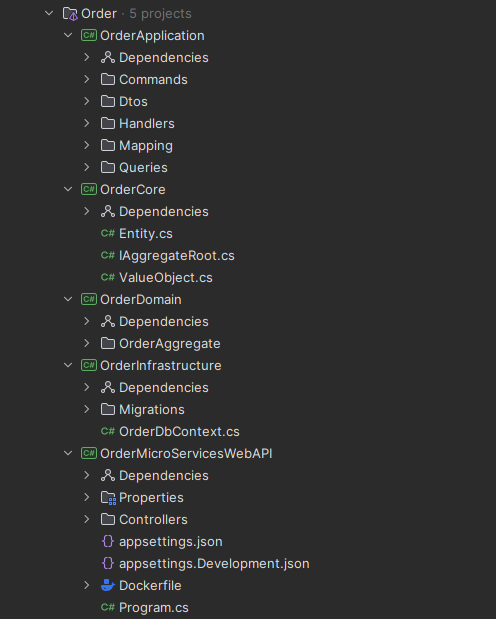 Order · 5 projects
C# OrderApplication
Dependencies
Commands
Dtos
Handlers
Mapping
Queries
C# OrderCore
Dependencies
C# Entity.cs
C# IAggregateRoot.cs
C# ValueObject.cs
C# OrderDomain
Dependencies
OrderAggregate
C# OrderInfrastructure
Dependencies
Migrations
C# OrderDbContext.cs
C# OrderMicroServicesWebAPI
Dependencies
Properties
Controllers
{} appsettings.json
{} appsettings.Development.json
Dockerfile
C# Program.cs